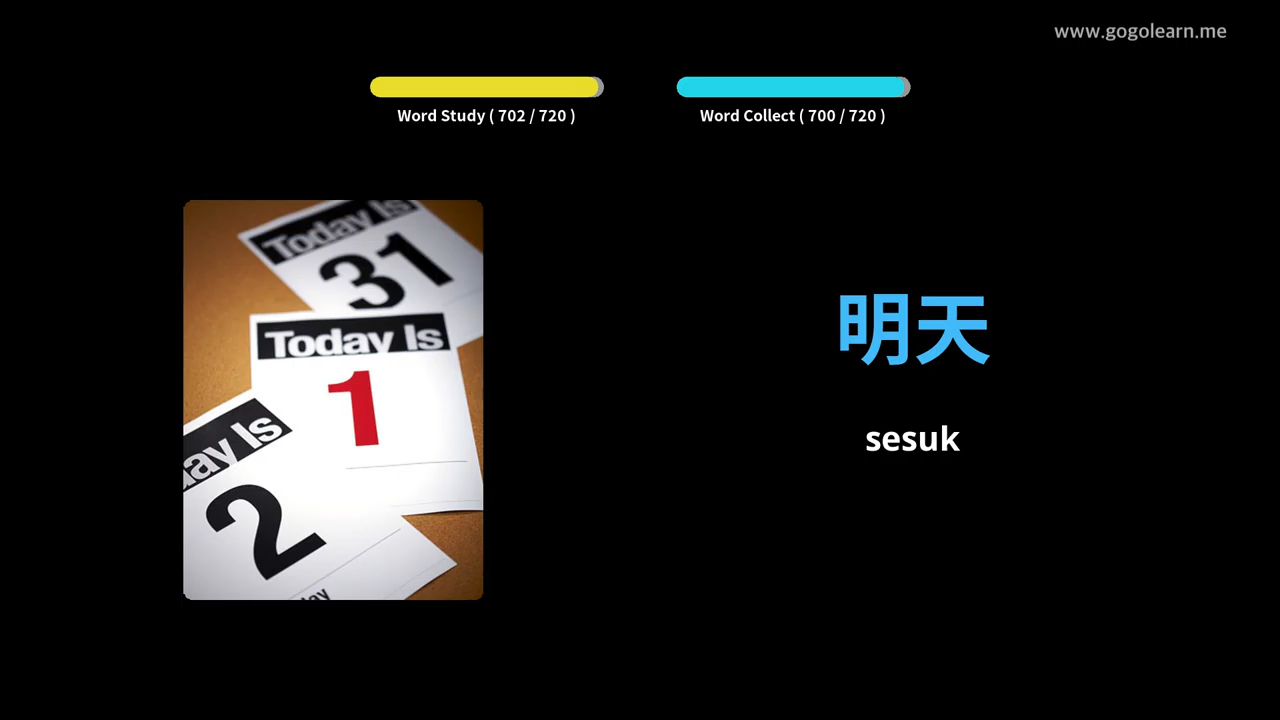 www.gogolearn.me
Word Study ( 702 / 720 )
Word Collect ( 700 / 720 )
Today Is
31
Today Is
1
ay Is
2
明天
sesuk